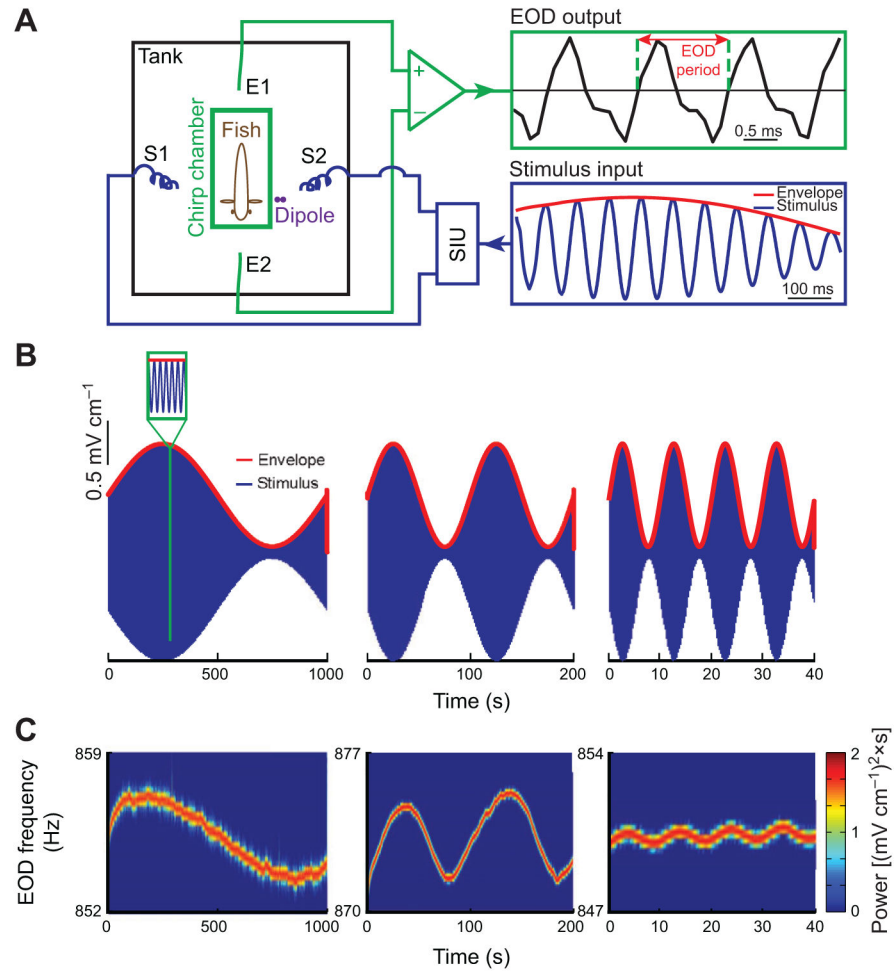 A
EOD output
Tank
E1
+
−
EOD
period
0.5 ms
Chirp chamber
Fish
S1
S2
Dipole
E2
SIU
Stimulus input
Envelope
Stimulus
100 ms
B
0.5 mV cm–1
Envelope
Stimulus
0 500 1000
0 200
0 10 20 30 40
Time (s)
C
EOD frequency
(Hz)
859
852
0 500 1000
877
870
0 50 100 150 200
854
847
0 10 20 30 40
Time (s)
2
1
0
Power [(mV cm–1)2×s]